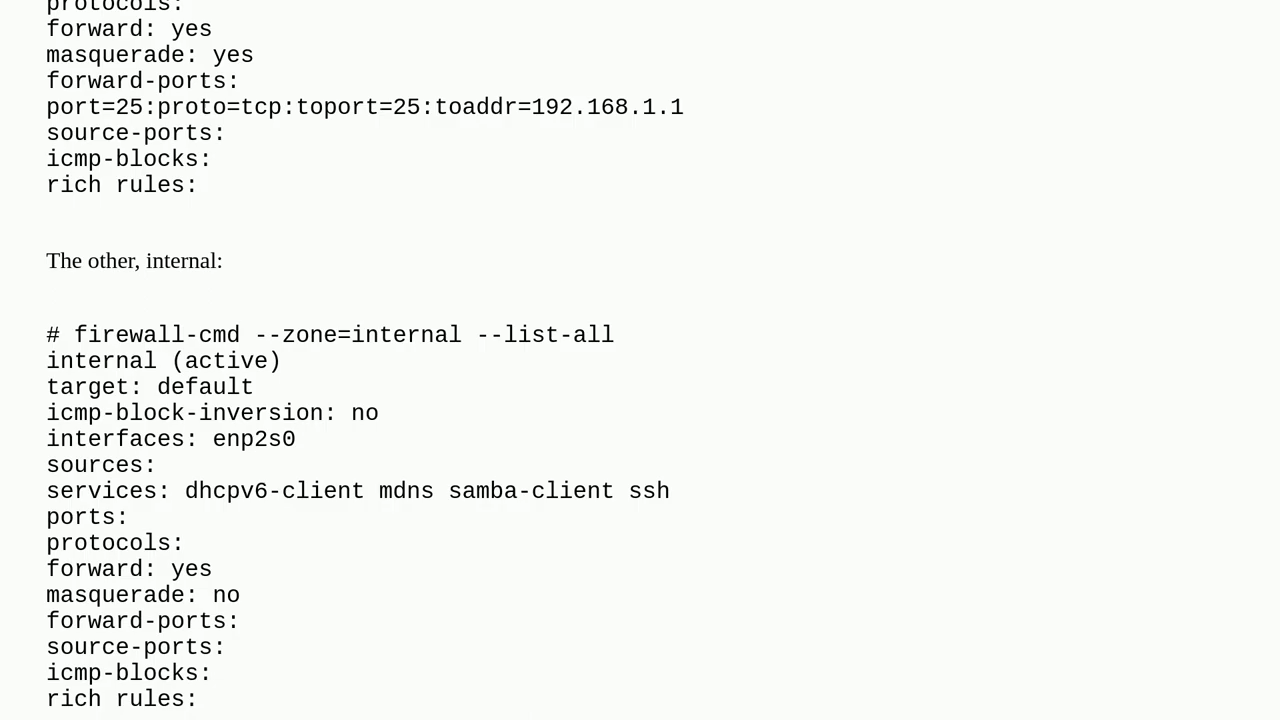 protocols:
forward: yes
masquerade: yes
forward-ports:
port=25:proto=tcp:toport=25:toaddr=192.168.1.1
source-ports:
icmp-blocks:
rich rules:
The other, internal:
# firewall-cmd --zone=internal --list-all
internal (active)
target: default
icmp-block-inversion: no
interfaces: enp2s0
sources:
services: dhcpv6-client mdns samba-client ssh
ports:
protocols:
forward: yes
masquerade: no
forward-ports:
source-ports:
icmp-blocks:
rich rules: